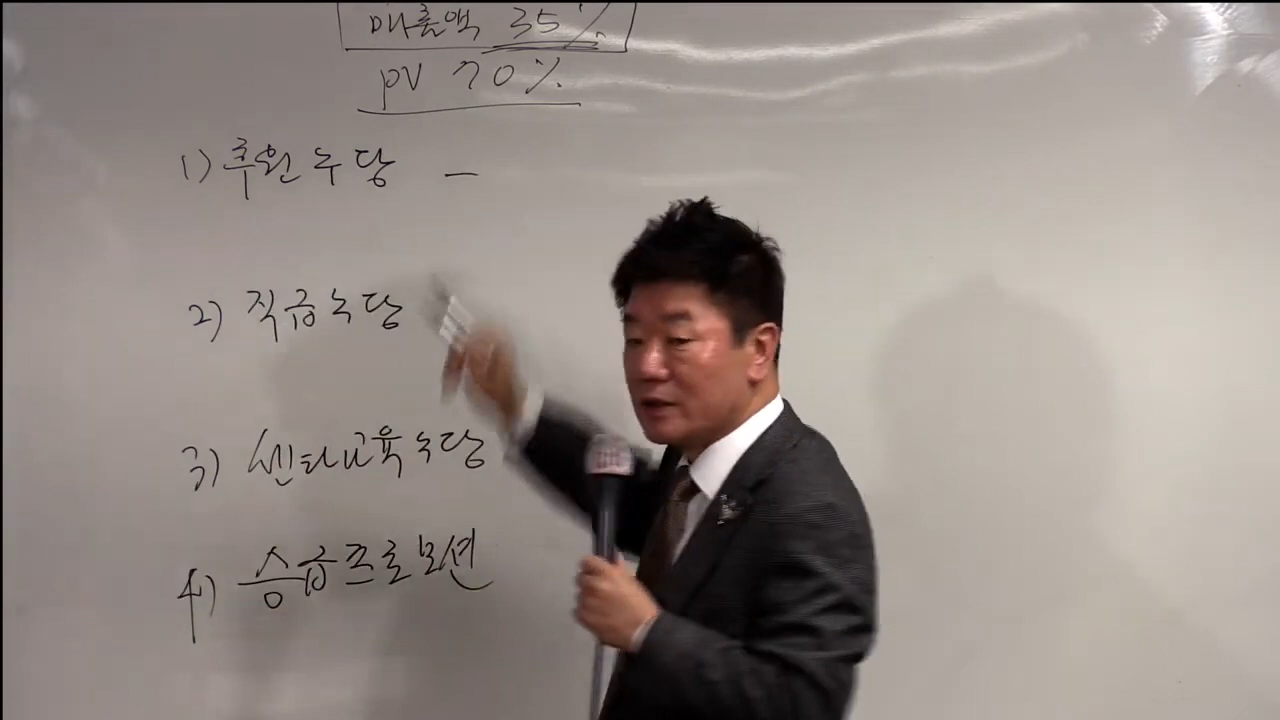 매출액 35%
pv 70%
1) 후원수당 -
2) 직급수당
3) 센타교육수당
4) 승급프로모션